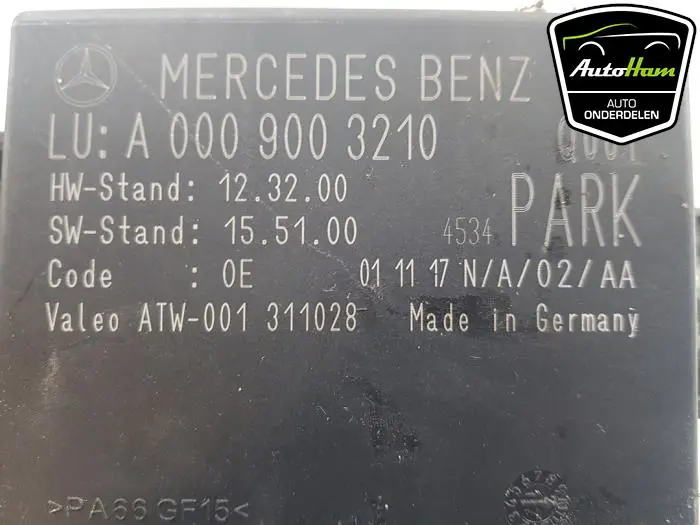 MERCEDES BENZ
AutoHam
AUTO
ONDERDELEN
LU: A 000 900 3210
HW-Stand: 12.32.00
SW-Stand: 15.51.00
4534 PARK
Code : 0E 01 11 17 N/A/02/AA
Valeo ATW-001 311028 Made in Germany
>PA66 GF15<